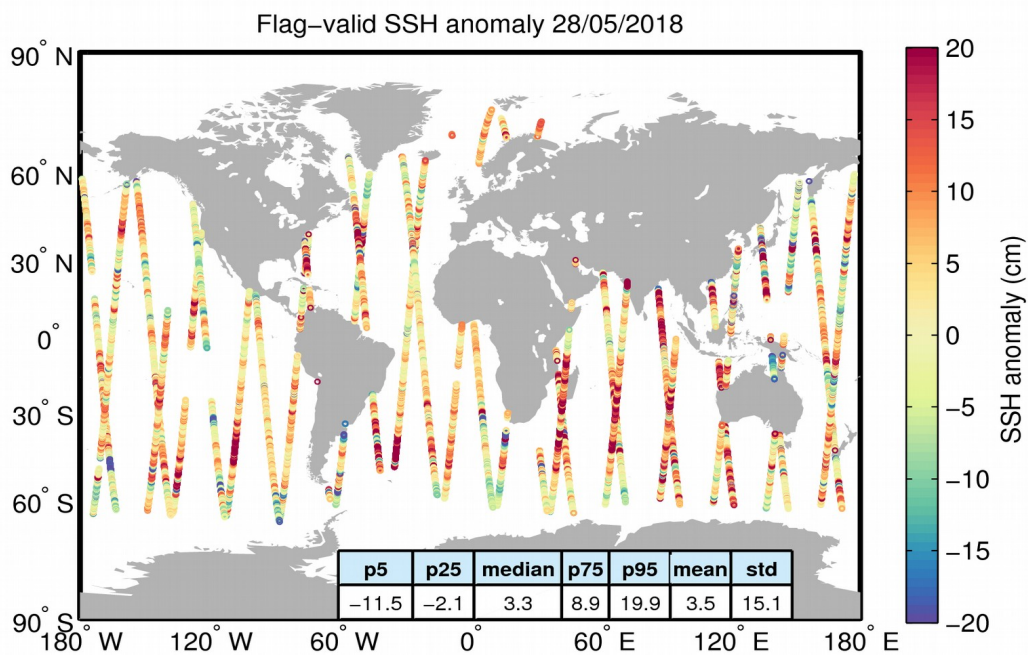 Flag−valid SSH anomaly 28/05/2018
90° N
60° N
30° N
0°
30° S
60° S
90° S
180° W 120° W 60° W 0° 60° E 120° E 180° E
p5 p25 median p75 p95 mean std
−11.5 −2.1 3.3 8.9 19.9 3.5 15.1
20
15
10
5
0
−5
−10
−15
−20
SSH anomaly (cm)